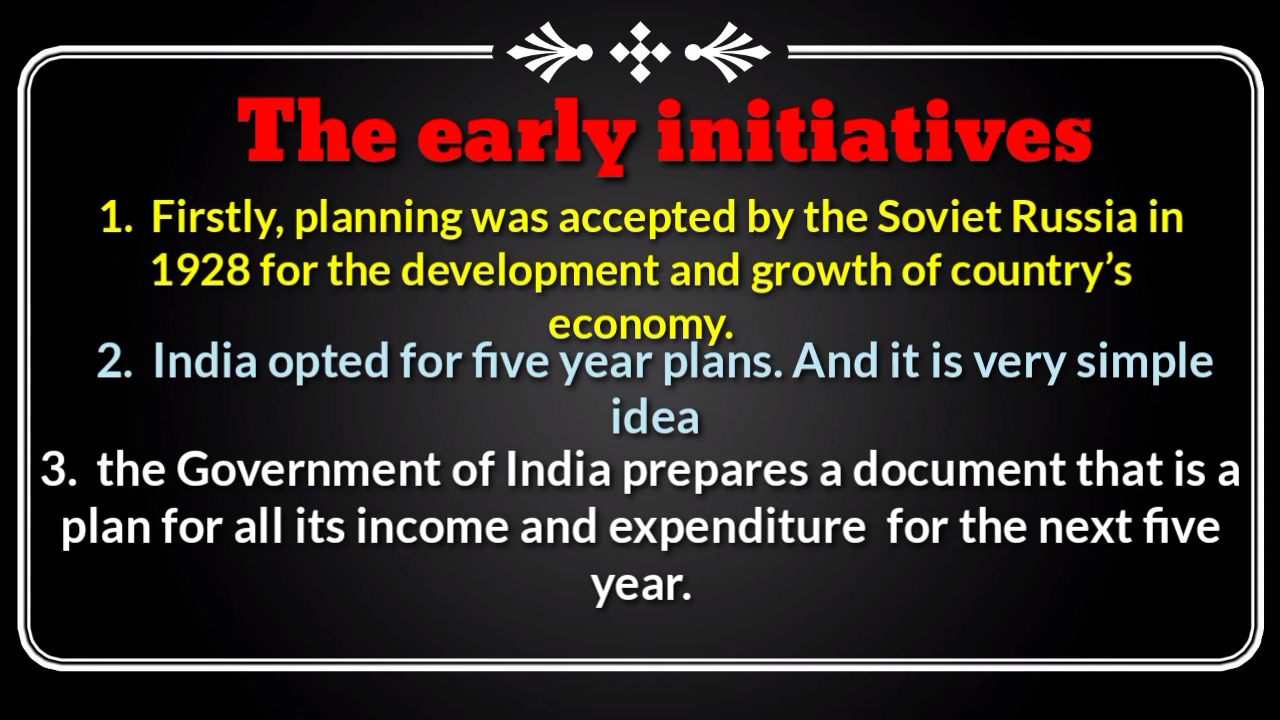 The early initiatives
1. Firstly, planning was accepted by the Soviet Russia in
1928 for the development and growth of country’s
economy.
2. India opted for five year plans. And it is very simple
idea
3. the Government of India prepares a document that is a
plan for all its income and expenditure for the next five
year.